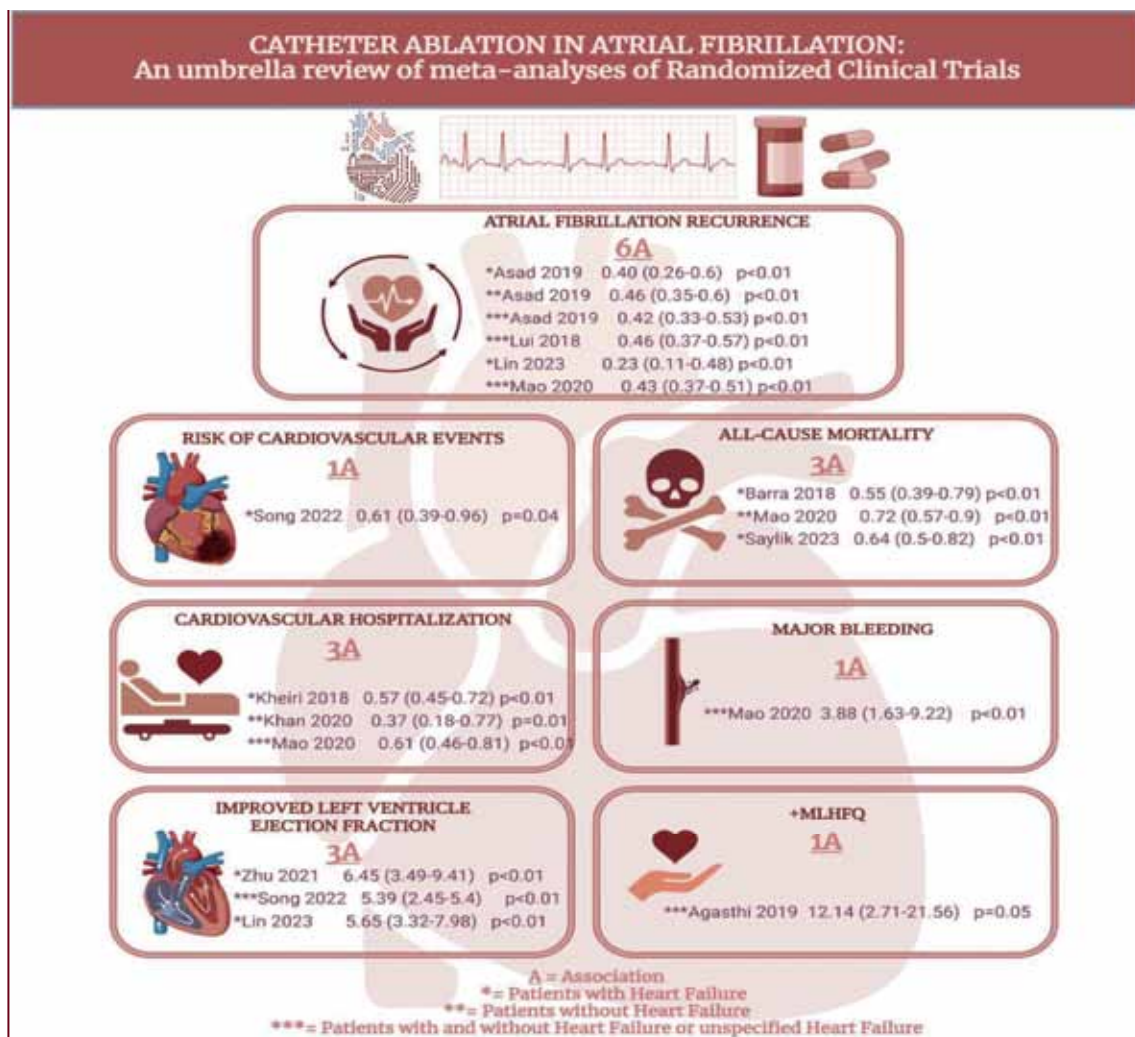 CATHETER ABLATION IN ATRIAL FIBRILLATION:
An umbrella review of meta-analyses of Randomized Clinical Trials
ATRIAL FIBRILLATION RECURRENCE
6A
*Asad 2019 0.40 (0.26-0.6) p<0.01
**Asad 2019 0.46 (0.35-0.6) p<0.01
***Asad 2019 0.42 (0.33-0.53) p<0.01
***Lui 2018 0.46 (0.37-0.57) p<0.01
*Lin 2023 0.23 (0.11-0.48) p<0.01
***Mao 2020 0.43 (0.37-0.51) p<0.01
RISK OF CARDIOVASCULAR EVENTS
1A
*Song 2022 0.61 (0.39-0.96) p=0.04
ALL-CAUSE MORTALITY
3A
*Barra 2018 0.55 (0.39-0.79) p<0.01
**Mao 2020 0.72 (0.57-0.9) p<0.01
*Saylik 2023 0.64 (0.5-0.82) p<0.01
CARDIOVASCULAR HOSPITALIZATION
3A
*Kheiri 2018 0.57 (0.45-0.72) p<0.01
**Khan 2020 0.37 (0.18-0.77) p=0.01
***Mao 2020 0.61 (0.46-0.81) p<0.01
MAJOR BLEEDING
1A
***Mao 2020 3.88 (1.63-9.22) p<0.01
IMPROVED LEFT VENTRICLE
EJECTION FRACTION
3A
*Zhu 2021 6.45 (3.49-9.41) p<0.01
***Song 2022 5.39 (2.45-5.4) p<0.01
*Lin 2023 5.65 (3.32-7.98) p<0.01
+MLHFQ
1A
***Agasthi 2019 12.14 (2.71-21.56) p=0.05
A = Association
*= Patients with Heart Failure
**= Patients without Heart Failure
***= Patients with and without Heart Failure or unspecified Heart Failure